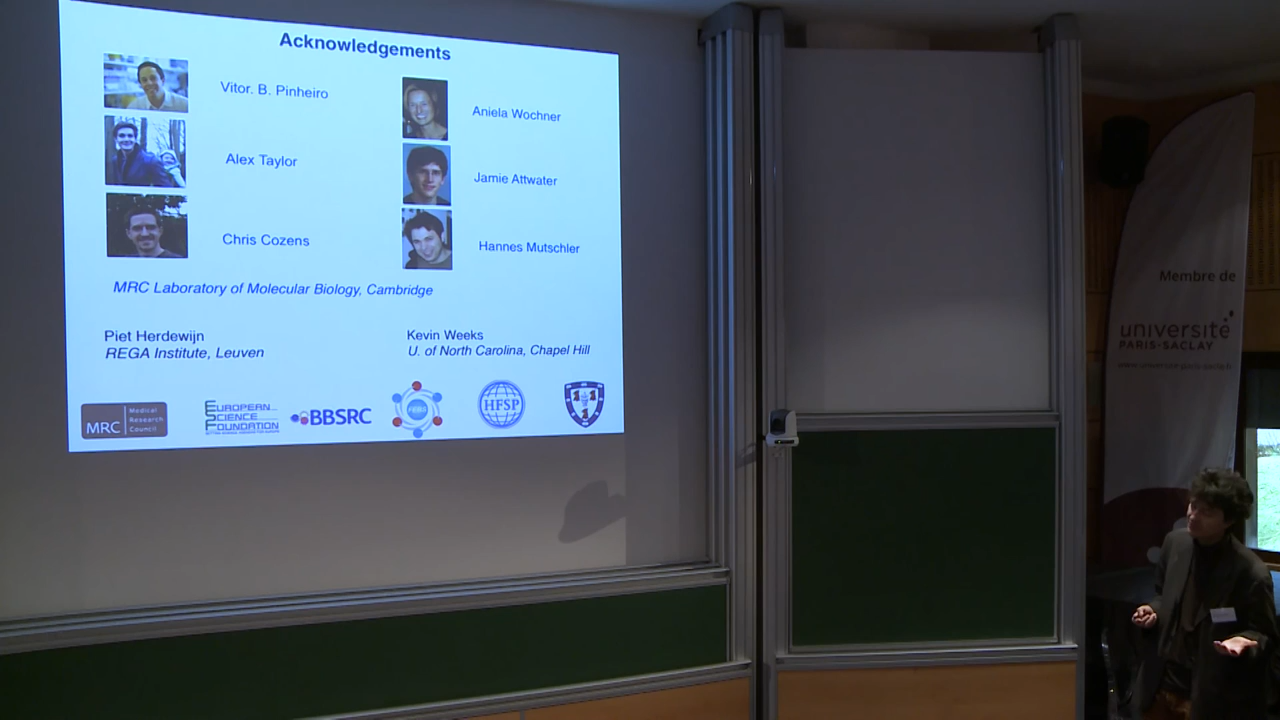 Acknowledgements
Vitor. B. Pinheiro
Aniela Wochner
Alex Taylor
Jamie Attwater
Chris Cozens
Hannes Mutschler
MRC Laboratory of Molecular Biology, Cambridge
Piet Herdewijn
REGA Institute, Leuven
Kevin Weeks
U. of North Carolina, Chapel Hill
MRC
Medical
Research
Council
EUROPEAN
SCIENCE
FOUNDATION
BBSRC
FEBS
HFSP
Membre de
université
PARIS-SACLAY